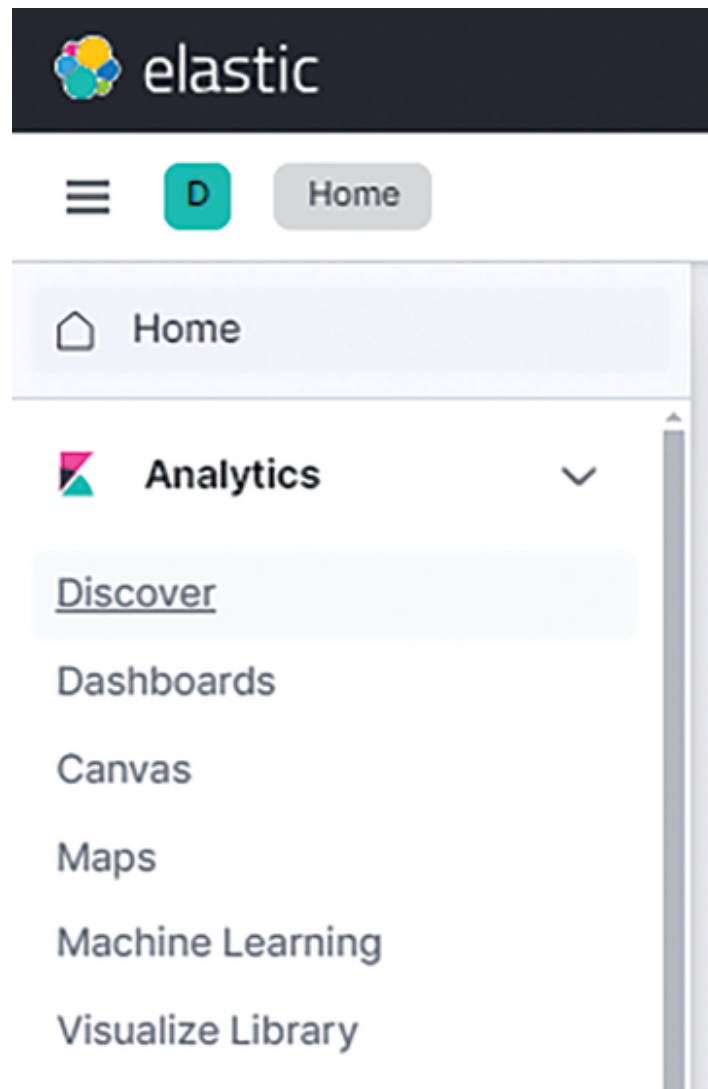 elastic
D Home
Home
Analytics
Discover
Dashboards
Canvas
Maps
Machine Learning
Visualize Library